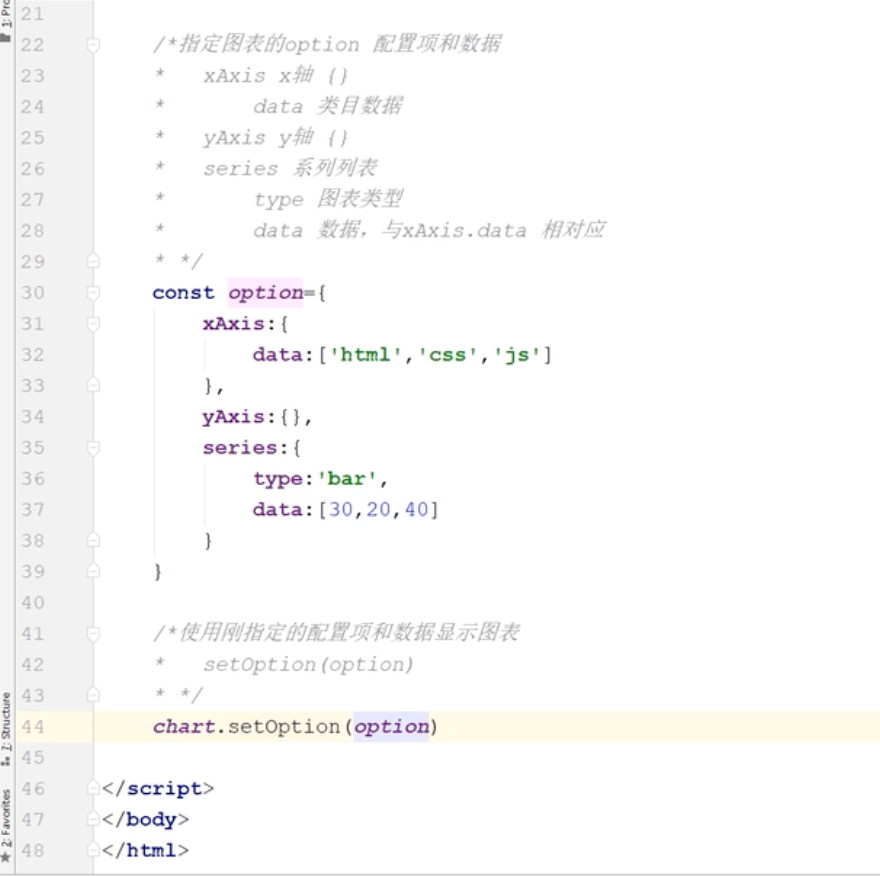 1: Pro
21
22 /*指定图表的option 配置项和数据
23 *   xAxis x轴 {}
24 *       data 类目数据
25 *   yAxis y轴 {}
26 *   series 系列列表
27 *       type 图表类型
28 *       data 数据，与xAxis.data 相对应
29 * */
30 const option={
31     xAxis:{
32         data:['html','css','js']
33     },
34     yAxis:{},
35     series:{
36         type:'bar',
37         data:[30,20,40]
38     }
39 }
40
41 /*使用刚指定的配置项和数据显示图表
42 *   setOption(option)
43 * */
44 chart.setOption(option)
45
46 </script>
47 </body>
48 </html>
7: Structure
2: Favorites